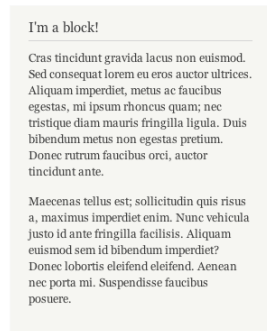 I'm a block!
Cras tincidunt gravida lacus non euismod.
Sed consequat lorem eu eros auctor ultrices.
Aliquam imperdiet, metus ac faucibus
egestas, mi ipsum rhoncus quam; nec
tristique diam mauris fringilla ligula. Duis
bibendum metus non egestas pretium.
Donec rutrum faucibus orci, auctor
tincidunt ante.
Maecenas tellus est; sollicitudin quis risus
a, maximus imperdiet enim. Nunc vehicula
justo id ante fringilla facilisis. Aliquam
euismod sem id bibendum imperdiet?
Donec lobortis eleifend eleifend. Aenean
nec porta mi. Suspendisse faucibus
posuere.